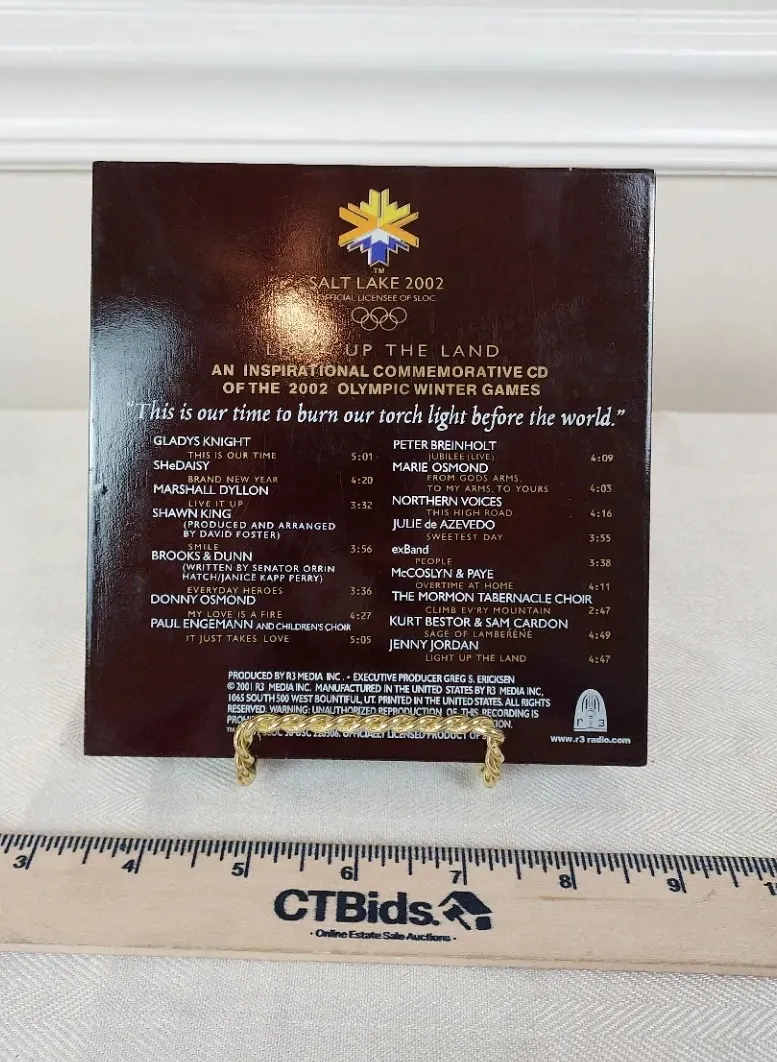 TM
SALT LAKE 2002
OFFICIAL LICENSEE OF SLOC
UP THE LAND
AN INSPIRATIONAL COMMEMORATIVE CD
OF THE 2002 OLYMPIC WINTER GAMES
"This is our time to burn our torch light before the world."
GLADYS KNIGHT
THIS IS OUR TIME 5:01
SHeDAISY
BRAND NEW YEAR 4:20
MARSHALL DYLLON
LIVE IT UP 3:32
SHAWN KING
(PRODUCED AND ARRANGED
BY DAVID FOSTER)
SMILE 3:56
BROOKS & DUNN
(WRITTEN BY SENATOR ORRIN
HATCH/JANICE KAPP PERRY)
EVERYDAY HEROES 3:36
DONNY OSMOND
MY LOVE IS A FIRE 4:27
PAUL ENGEMANN AND CHILDREN'S CHOIR
IT JUST TAKES LOVE 5:05
PETER BREINHOLT
JUBILEE (LIVE) 4:09
MARIE OSMOND
FROM GODS ARMS,
TO MY ARMS, TO YOURS 4:03
NORTHERN VOICES
THIS HIGH ROAD 4:16
JULIE de AZEVEDO
SWEETEST DAY 3:55
exBand
PEOPLE 3:38
McCOSLYN & PAYE
OVERTIME AT HOME 4:11
THE MORMON TABERNACLE CHOIR
CLIMB EV'RY MOUNTAIN 2:47
KURT BESTOR & SAM CARDON
SAGE OF LAMBERÉNÉ 4:49
JENNY JORDAN
LIGHT UP THE LAND 4:47
PRODUCED BY R3 MEDIA INC. • EXECUTIVE PRODUCER GREG S. ERICKSEN
© 2001 R3 MEDIA INC. MANUFACTURED IN THE UNITED STATES BY R3 MEDIA INC,
1065 SOUTH 500 WEST BOUNTIFUL, UT. PRINTED IN THE UNITED STATES. ALL RIGHTS
RESERVED. WARNING: UNAUTHORIZED REPRODUCTION OF THIS RECORDING IS
OFFICIALLY LICENSED PRODUCT OF
r 3
www.r3radio.com
3 4 5 6 7 8 9
CTBids.
· Online Estate Sale Auctions ·